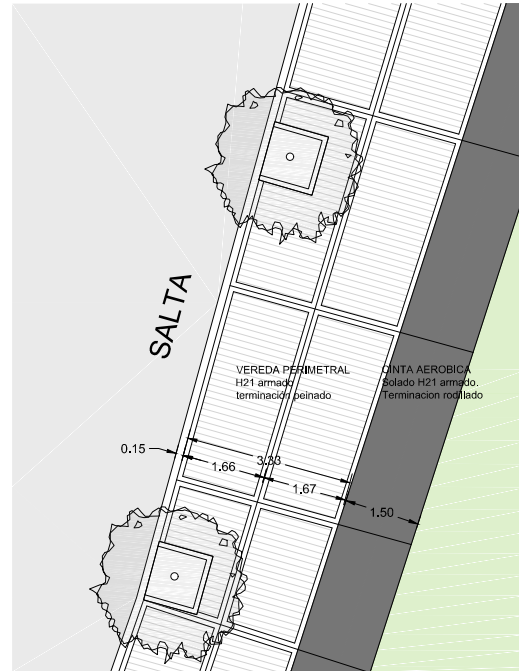 SALTA
VEREDA PERIMETRAL
H21 armado
terminación peinado
CINTA AEROBICA
Solado H21 armado.
Terminacion rodillado
0.15
3.33
1.66
1.67
1.50